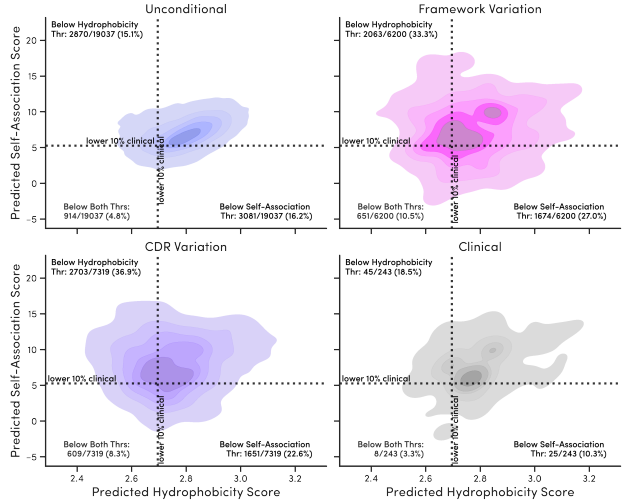 Unconditional
Framework Variation
Below Hydrophobicity
Thr: 2870/19037 (15.1%)
Below Hydrophobicity
Thr: 2063/6200 (33.3%)
Predicted Self-Association Score
20
15
10
5
0
-5
lower 10% clinical
lower 10% clinical
lower 10% clinical
lower 10% clinical
Below Both Thrs:
914/19037 (4.8%)
Below Self-Association
Thr: 3081/19037 (16.2%)
Below Both Thrs:
651/6200 (10.5%)
Below Self-Association
Thr: 1674/6200 (27.0%)
CDR Variation
Clinical
Below Hydrophobicity
Thr: 2703/7319 (36.9%)
Below Hydrophobicity
Thr: 45/243 (18.5%)
Predicted Self-Association Score
20
15
10
5
0
-5
lower 10% clinical
lower 10% clinical
lower 10% clinical
lower 10% clinical
Below Both Thrs:
609/7319 (8.3%)
Below Self-Association
Thr: 1651/7319 (22.6%)
Below Both Thrs:
8/243 (3.3%)
Below Self-Association
Thr: 25/243 (10.3%)
2.4 2.6 2.8 3.0 3.2
2.4 2.6 2.8 3.0 3.2
Predicted Hydrophobicity Score
Predicted Hydrophobicity Score